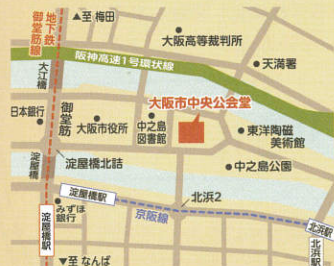 ▲至 梅田
地下鉄
御堂筋線
大阪高等裁判所
天満署
阪神高速1号環状線
大江橋
大阪市中央公会堂
日本銀行
御堂筋
大阪市役所
中之島
図書館
東洋陶磁
美術館
淀屋橋
淀屋橋北詰
中之島公園
淀屋橋駅
北浜2
みずほ
銀行
京阪線
北浜駅
淀屋橋駅
北浜駅
▼至 なんば